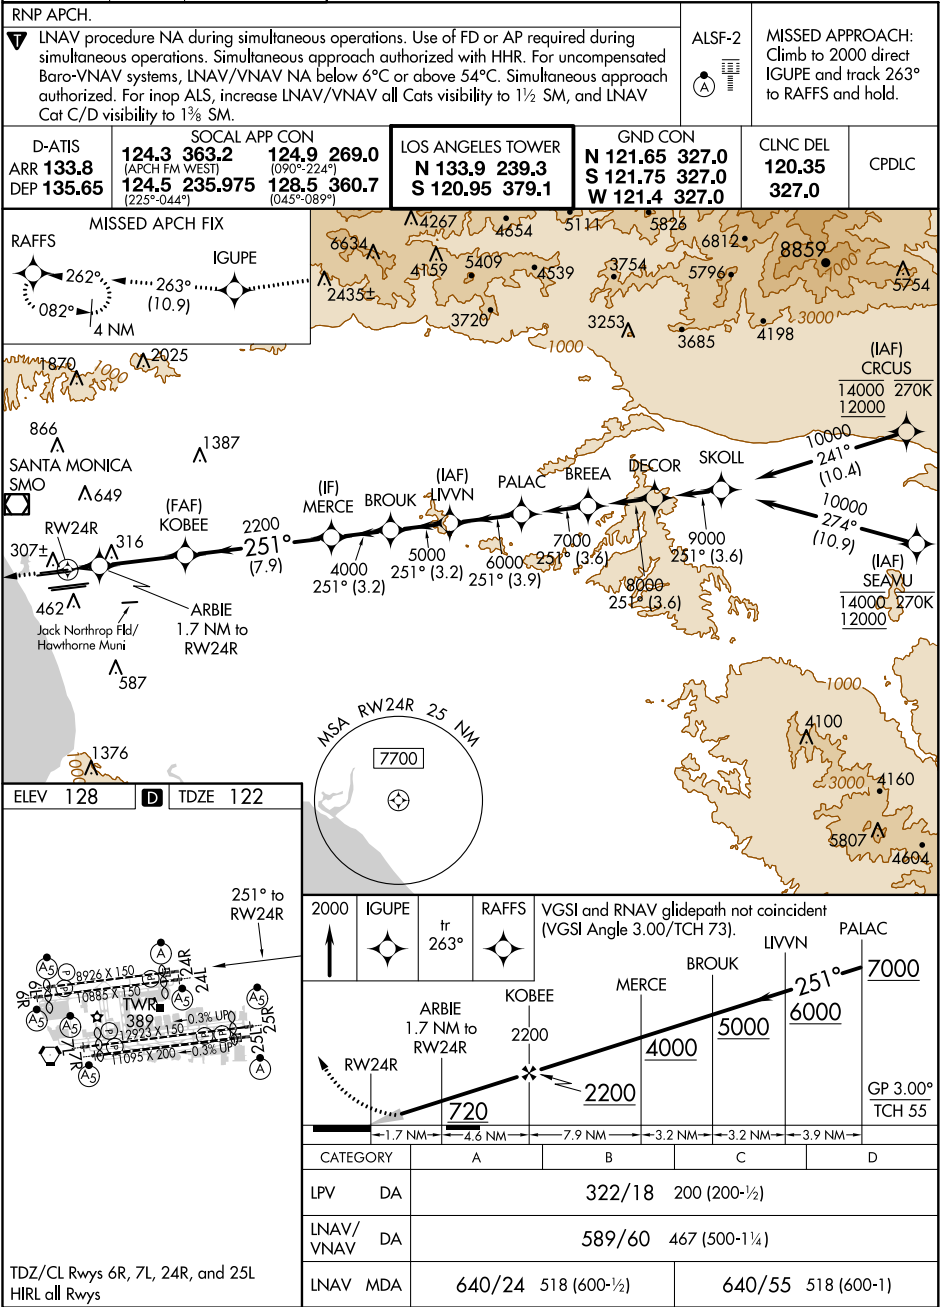 RNP APCH.
T
LNAV procedure NA during simultaneous operations. Use of FD or AP required during
simultaneous operations. Simultaneous approach authorized with HHR. For uncompensated
Baro-VNAV systems, LNAV/VNAV NA below 6°C or above 54°C. Simultaneous approach
authorized. For inop ALS, increase LNAV/VNAV all Cats visibility to 1½ SM, and LNAV
Cat C/D visibility to 1⅜ SM.
ALSF-2
A
MISSED APPROACH:
Climb to 2000 direct
IGUPE and track 263°
to RAFFS and hold.
D-ATIS
ARR 133.8
DEP 135.65
SOCAL APP CON
124.3 363.2 124.9 269.0
(APCH FM WEST) (090°-224°)
124.5 235.975 128.5 360.7
(225°-044°) (045°-089°)
LOS ANGELES TOWER
N 133.9 239.3
S 120.95 379.1
GND CON
N 121.65 327.0
S 121.75 327.0
W 121.4 327.0
CLNC DEL
120.35
327.0
CPDLC
MISSED APCH FIX
RAFFS
IGUPE
262°
263°
(10.9)
082°
4 NM
4267
4654
5111
5826
6812
8859
7000
6634
4159
5409
4539
3754
5796
5754
2435±
3720
3253
3685
4198
3000
1000
1870
1000
2025
(IAF)
CRCUS
14000 270K
12000
866
1387
10000
241°
(10.4)
SANTA MONICA
SMO
649
(FAF)
KOBEE
(IF)
MERCE
BROUK
(IAF)
LIVVN
PALAC
BREEA
DECOR
SKOLL
RW24R
307±
316
2200
251°
(7.9)
4000
251° (3.2)
5000
251° (3.2)
6000
251° (3.9)
7000
251° (3.6)
8000
251° (3.6)
9000
251° (3.6)
10000
274°
(10.9)
(IAF)
SEAVU
14000 270K
12000
462
ARBIE
1.7 NM to
RW24R
Jack Northrop Fld/
Hawthorne Muni
587
1376
1000
MSA RW24R 25 NM
7700
1000
4100
3000
4160
5807
4604
ELEV 128
D
TDZE 122
251° to
RW24R
A5
P
8926 X 150
10885 X 150
24R
24L
6L
6R
TWR
389
0.3% UP
12923 X 150
11095 X 200
0.3% UP
25R
25L
7L
7R
A5
A5
A5
A5
A5
A5
A
A
TDZ/CL Rwys 6R, 7L, 24R, and 25L
HIRL all Rwys
2000
IGUPE
tr
263°
RAFFS
VGSI and RNAV glidepath not coincident
(VGSI Angle 3.00/TCH 73).
PALAC
LIVVN
BROUK
MERCE
KOBEE
ARBIE
1.7 NM to
RW24R
RW24R
2200
251°
7000
6000
5000
4000
2200
720
GP 3.00°
TCH 55
1.7 NM
4.6 NM
7.9 NM
3.2 NM
3.2 NM
3.9 NM
CATEGORY A B C D
LPV DA 322/18 200 (200-½)
LNAV/
VNAV DA 589/60 467 (500-1¼)
LNAV MDA 640/24 518 (600-½) 640/55 518 (600-1)